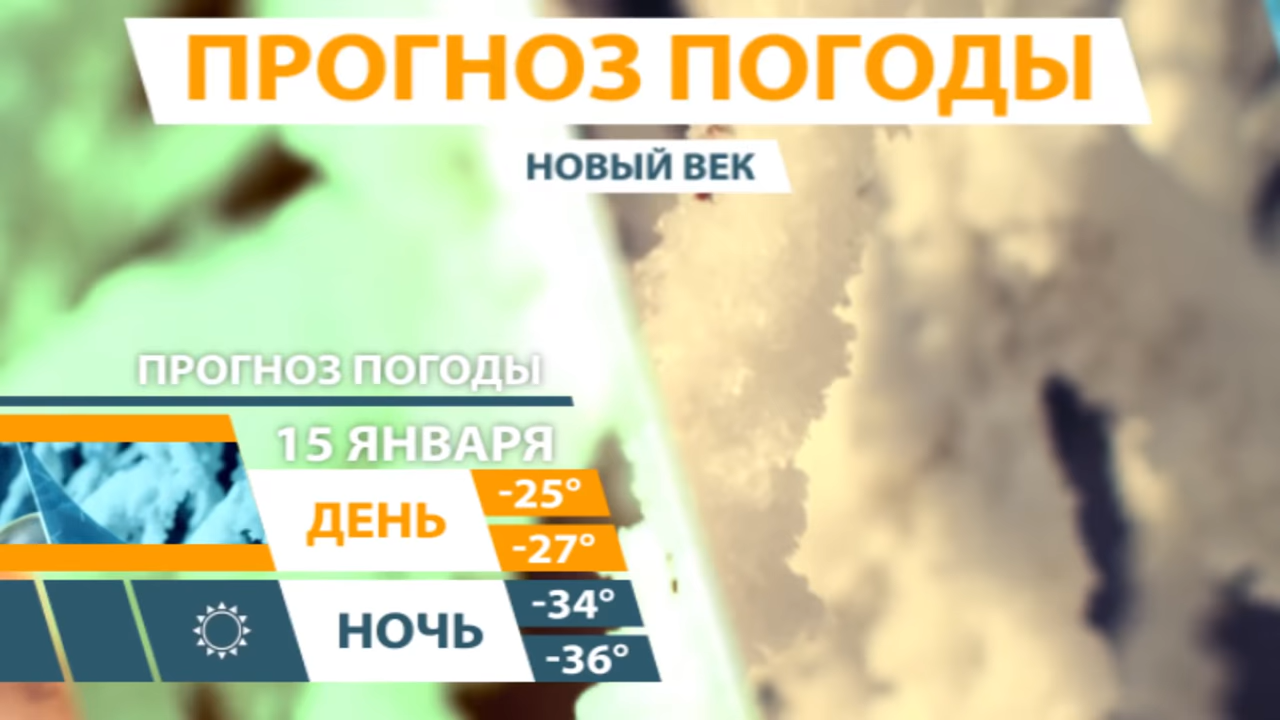 ПРОГНОЗ ПОГОДЫ
НОВЫЙ ВЕК
ПРОГНОЗ ПОГОДЫ
15 ЯНВАРЯ
ДЕНЬ
-25°
-27°
НОЧЬ
-34°
-36°